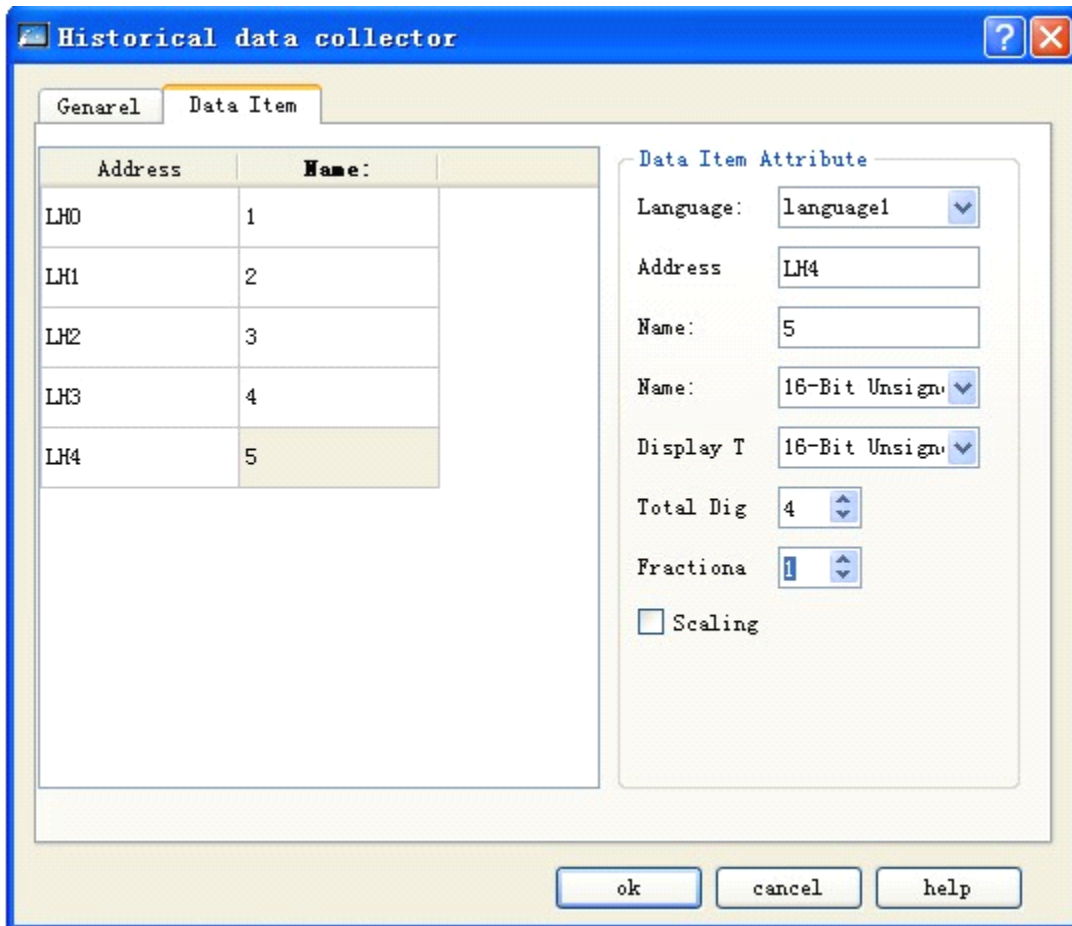 Historical data collector
Genarel Data Item
Address Name:
LH0 1
LH1 2
LH2 3
LH3 4
LH4 5
Data Item Attribute
Language: language1
Address LH4
Name: 5
Name: 16-Bit Unsign
Display T 16-Bit Unsign
Total Dig 4
Fractiona 1
Scaling
ok cancel help